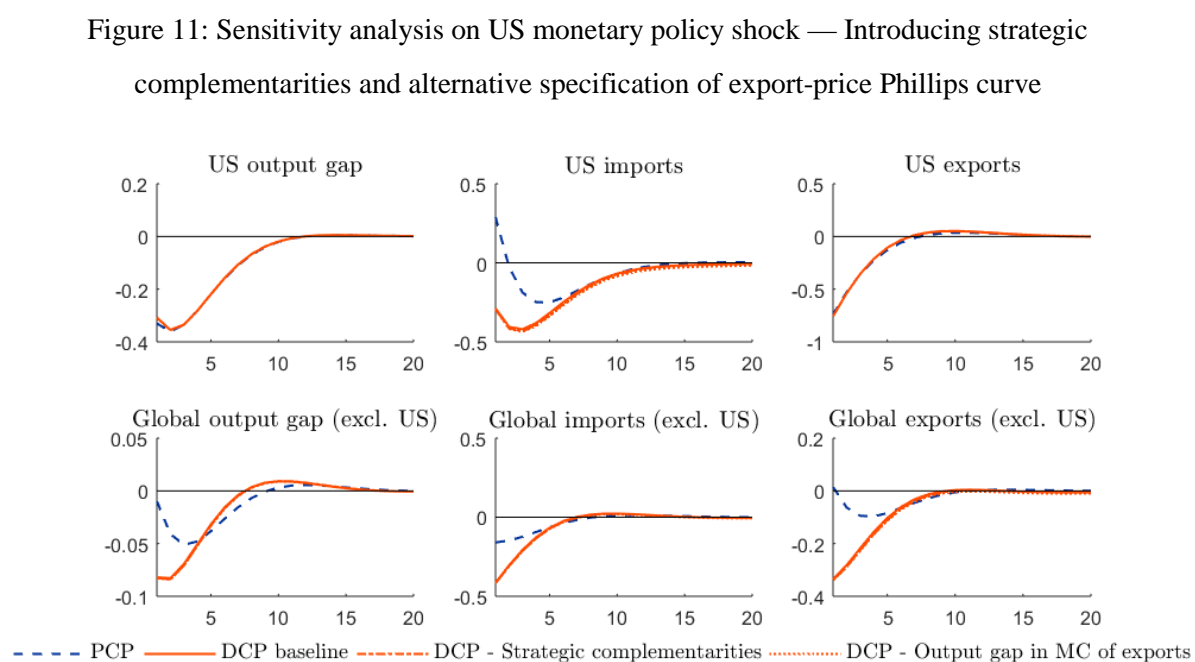 Figure 11: Sensitivity analysis on US monetary policy shock — Introducing strategic
complementarities and alternative specification of export-price Phillips curve
US output gap
0.2
0
-0.2
-0.4
5 10 15 20
US imports
0.5
0
-0.5
5 10 15 20
US exports
0.5
0
-0.5
-1
5 10 15 20
Global output gap (excl. US)
0.05
0
-0.05
-0.1
5 10 15 20
Global imports (excl. US)
0.5
0
-0.5
5 10 15 20
Global exports (excl. US)
0.2
0
-0.2
-0.4
5 10 15 20
PCP DCP baseline DCP - Strategic complementarities DCP - Output gap in MC of exports